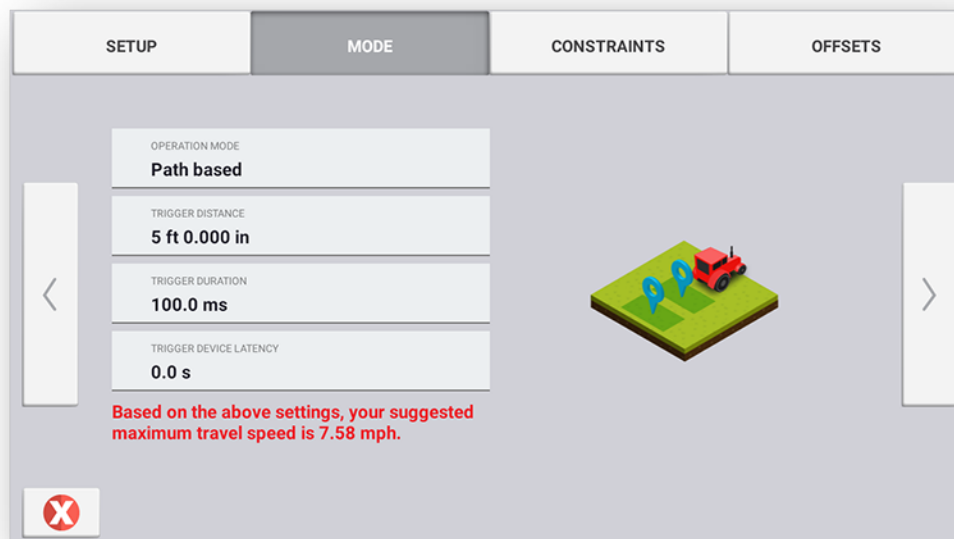 SETUP
MODE
CONSTRAINTS
OFFSETS
OPERATION MODE
Path based
TRIGGER DISTANCE
5 ft 0.000 in
TRIGGER DURATION
100.0 ms
TRIGGER DEVICE LATENCY
0.0 s
Based on the above settings, your suggested
maximum travel speed is 7.58 mph.